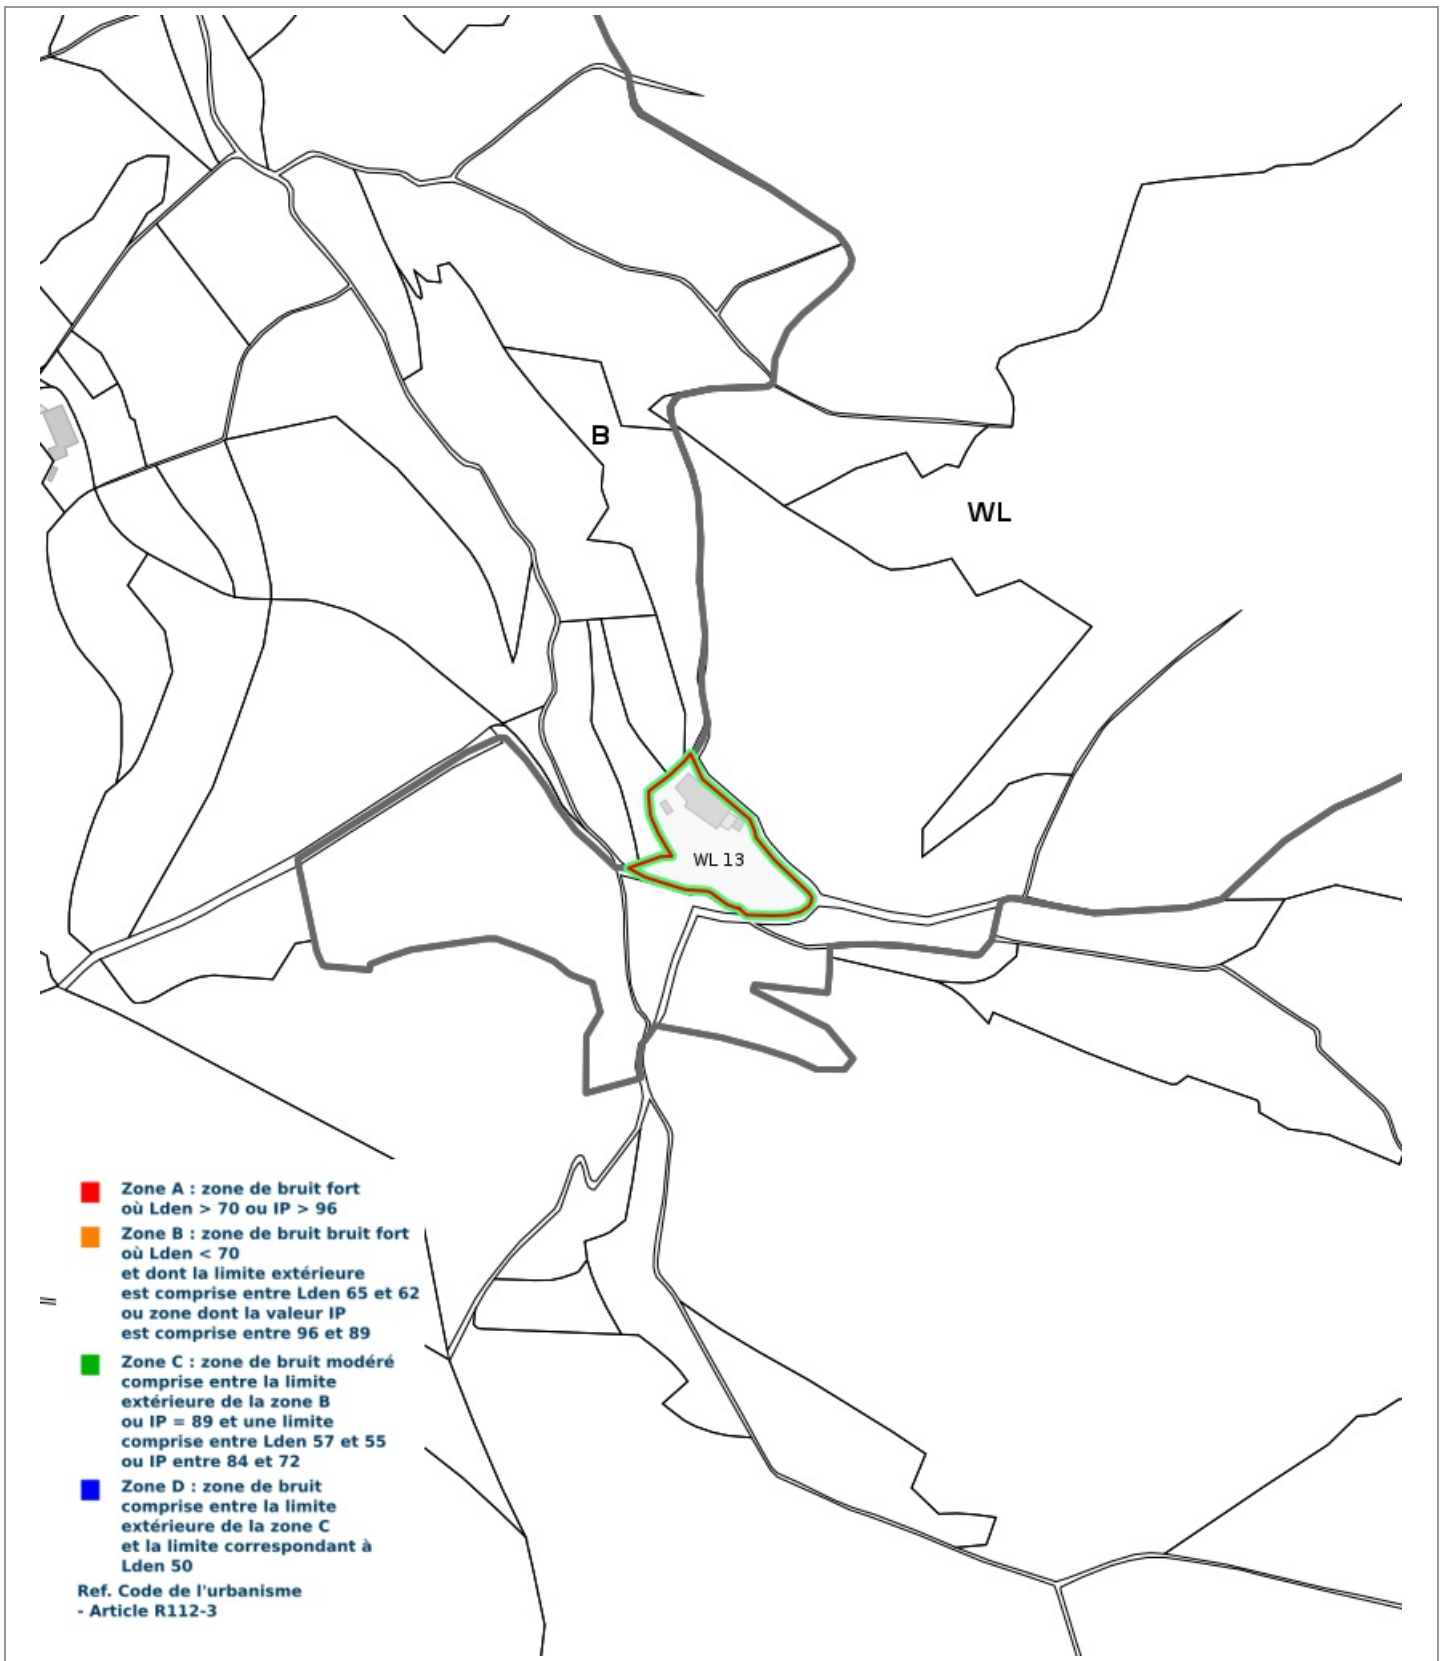 B
WL
WL 13
Zone A : zone de bruit fort
où Lden > 70 ou IP > 96
Zone B : zone de bruit bruit fort
où Lden < 70
et dont la limite extérieure
est comprise entre Lden 65 et 62
ou zone dont la valeur IP
est comprise entre 96 et 89
Zone C : zone de bruit modéré
comprise entre la limite
extérieure de la zone B
ou IP = 89 et une limite
comprise entre Lden 57 et 55
ou IP entre 84 et 72
Zone D : zone de bruit
comprise entre la limite
extérieure de la zone C
et la limite correspondant à
Lden 50
Ref. Code de l'urbanisme
- Article R112-3